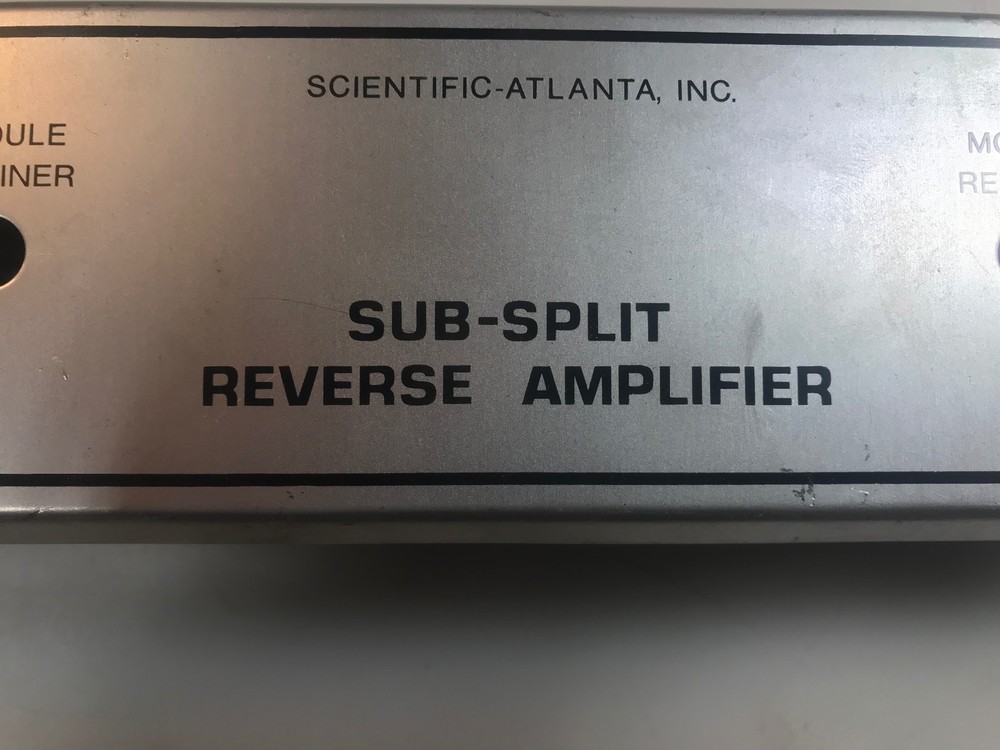 SCIENTIFIC-ATLANTA, INC.
SUB-SPLIT
REVERSE AMPLIFIER